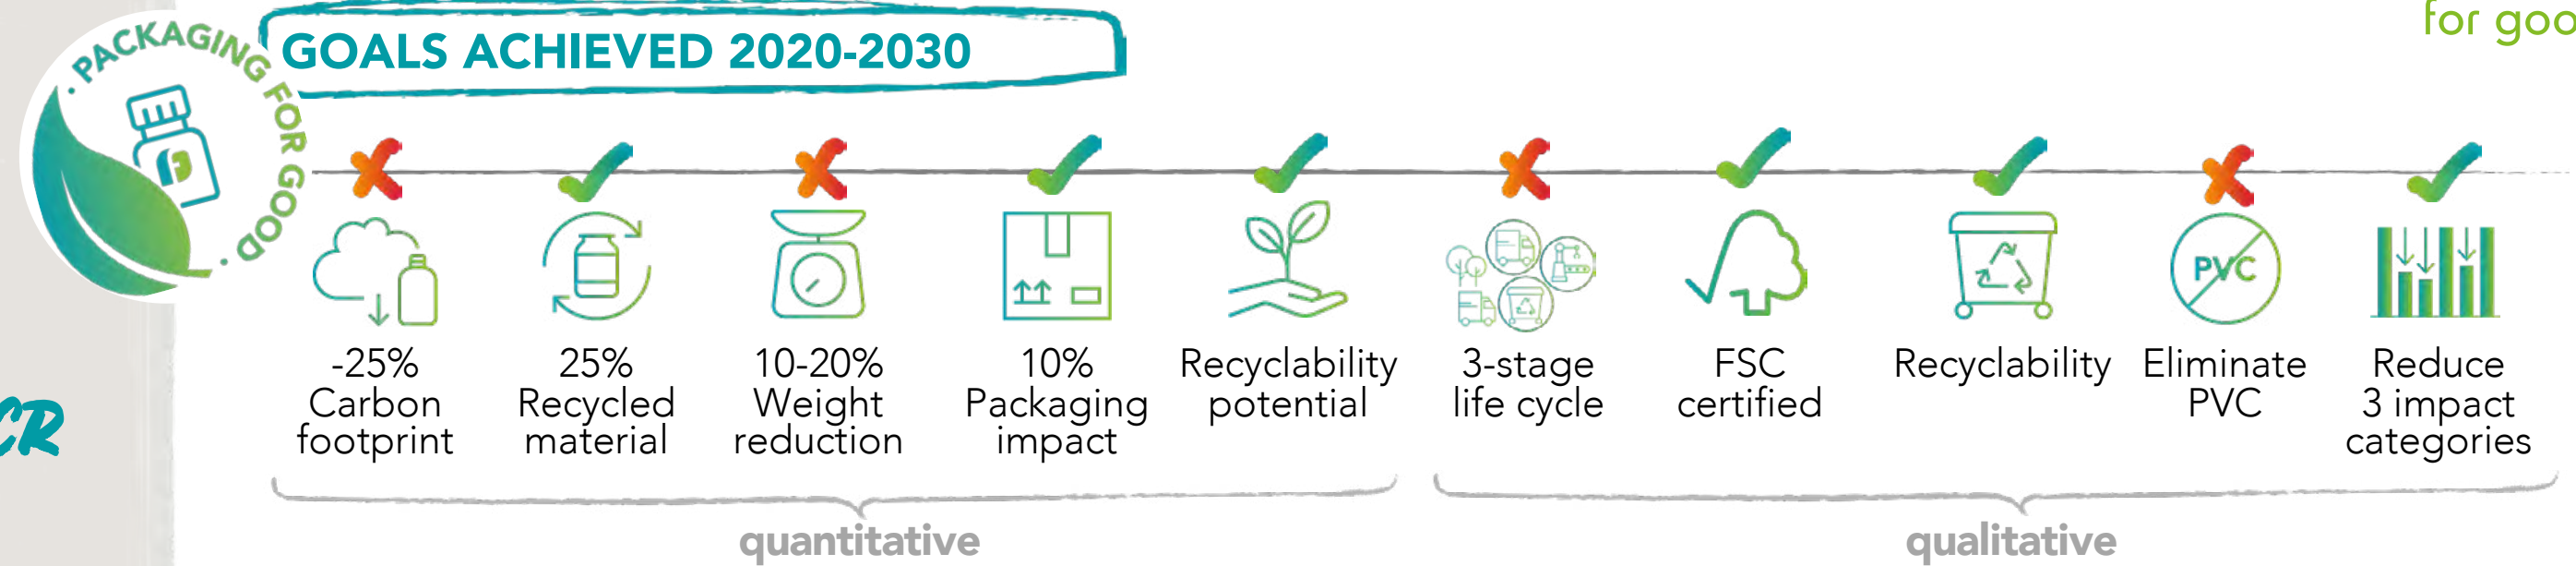 for goo
· PACKAGING FOR GOOD ·
GOALS ACHIEVED 2020-2030
PVC
-25%
Carbon
footprint
25%
Recycled
material
10-20%
Weight
reduction
10%
Packaging
impact
Recyclability
potential
3-stage
life cycle
FSC
certified
Recyclability
Eliminate
PVC
Reduce
3 impact
categories
CR
quantitative
qualitative